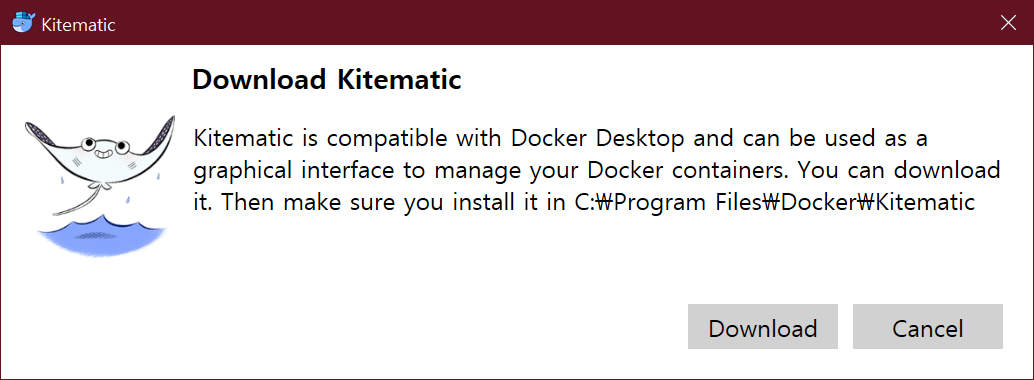 Kitematic
Download Kitematic
Kitematic is compatible with Docker Desktop and can be used as a
graphical interface to manage your Docker containers. You can download
it. Then make sure you install it in C:₩Program Files₩Docker₩Kitematic
Download
Cancel